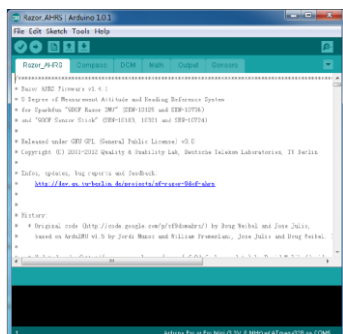 Razor_AHRS | Arduino 1.0.1
File Edit Sketch Tools Help
Razor_AHRS Compass DCM Math Output Sensors
/***************************************************************
* Razor AHRS Firmware v1.4.1
* 9 Degree of Measurement Attitude and Heading Reference System
* for Sparkfun "9DOF Razor IMU" (SEN-10125 and SEN-10736)
* and "9DOF Sensor Stick" (SEN-10183, 10321 and SEN-10724)
*
* Released under GNU GPL (General Public License) v3.0
* Copyright (C) 2011-2012 Quality & Usability Lab, Deutsche Telekom Laboratories, TU Berlin
*
* Infos, updates, bug reports and feedback:
* http://dev.qu.tu-berlin.de/projects/sf-razor-9dof-ahrs
*
*
* History:
* * Original code (http://code.google.com/p/sf9domahrs/) by Doug Weibel and Jose Julio,
* based on ArduIMU v1.5 by Jordi Munoz and William Premerlani, Jose Julio and Doug Weibel.
*
1